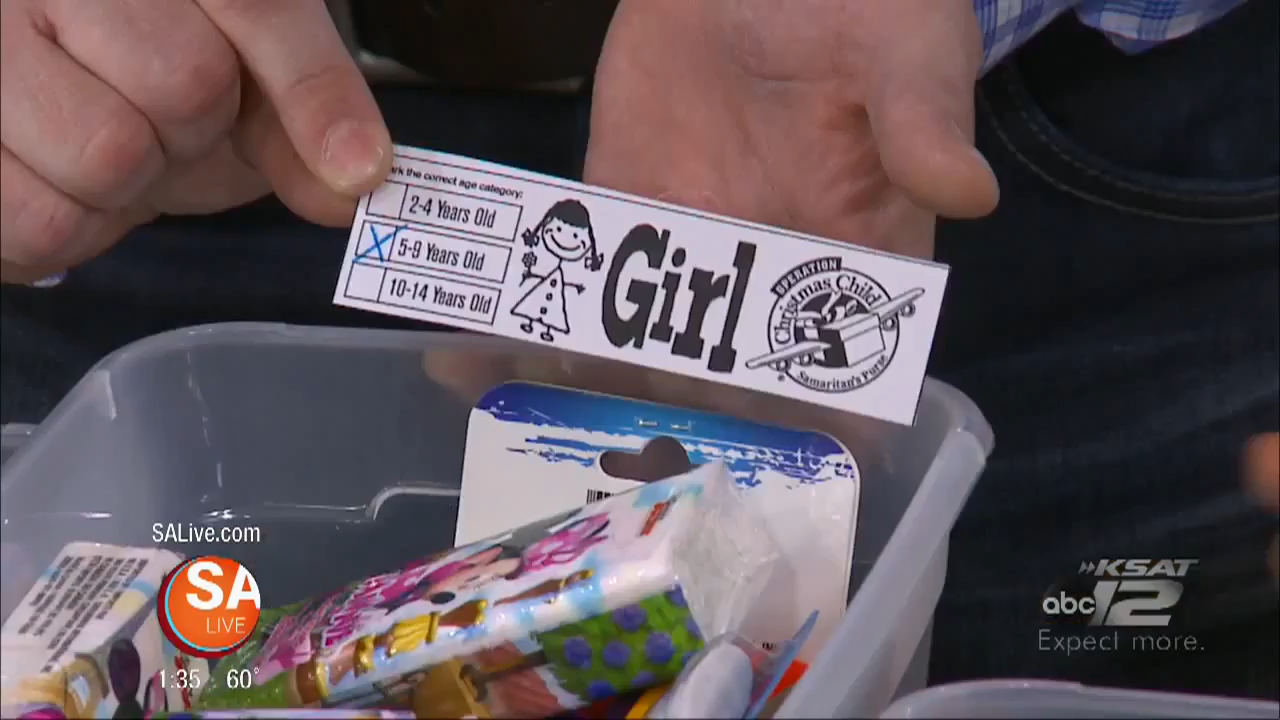 ark the correct age category:
2-4 Years Old
X 5-9 Years Old
10-14 Years Old
Girl
OPERATION
Christmas Child
Samaritan's Purse
®
SALive.com
SA
LIVE
1:35 60°
KSAT
abc 12
Expect more.